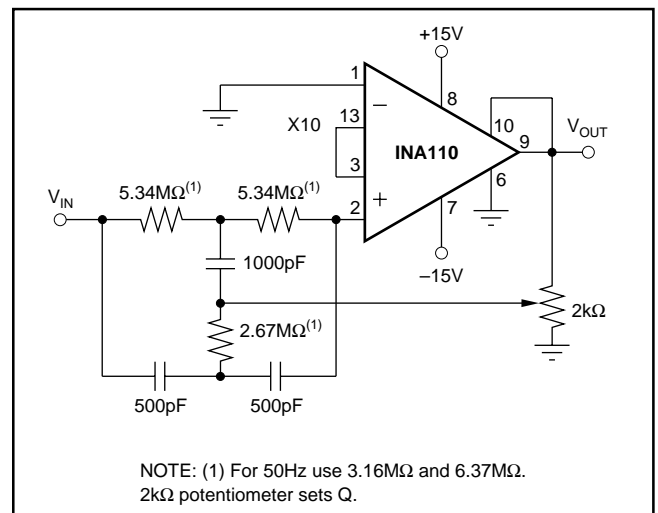 +15V
1
8
–
13
X10
10
VOUT
INA110
9
3
6
VIN
5.34MΩ(1)
5.34MΩ(1)
2
+
7
1000pF
–15V
2kΩ
2.67MΩ(1)
500pF
500pF
NOTE: (1) For 50Hz use 3.16MΩ and 6.37MΩ.
2kΩ potentiometer sets Q.